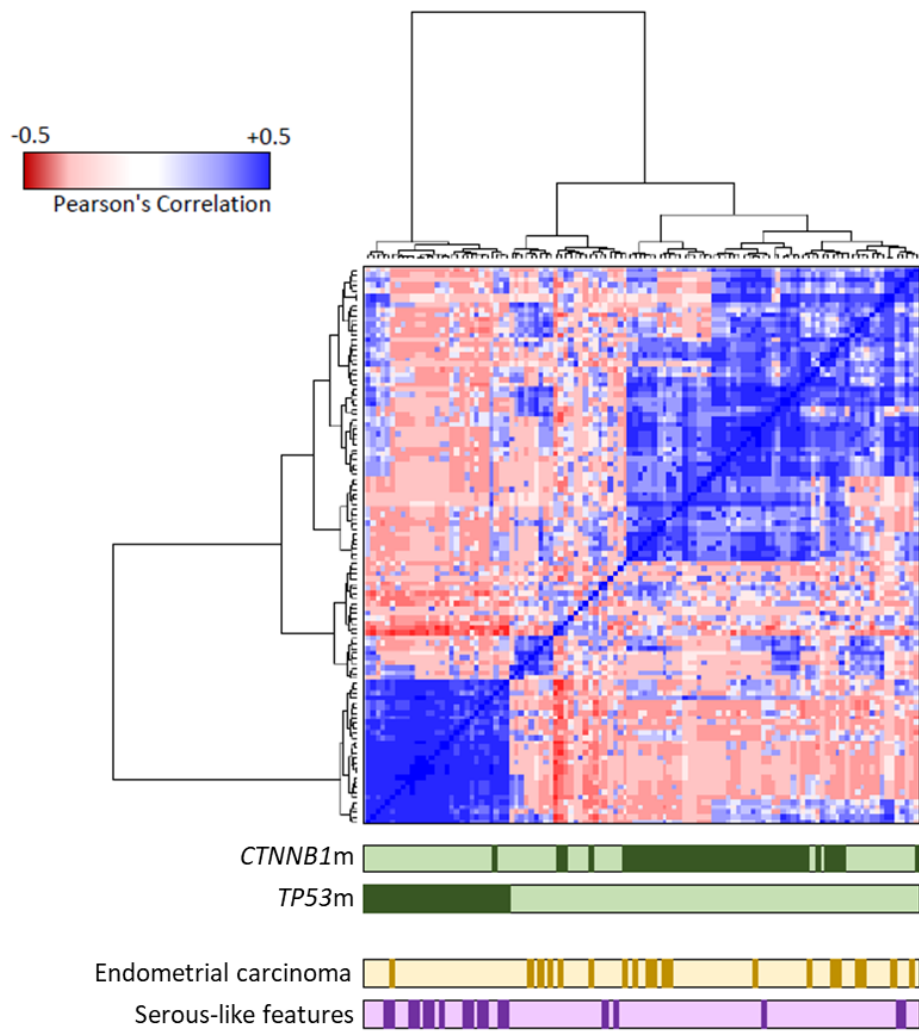 -0.5 +0.5
Pearson's Correlation
CTNNB1m
TP53m
Endometrial carcinoma
Serous-like features